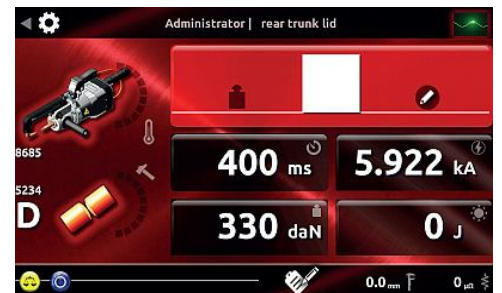 Administrator | rear trunk lid
8685
400 ms
5.922 kA
5234
D
330 daN
0 J
0.0 mm
0 µΩ